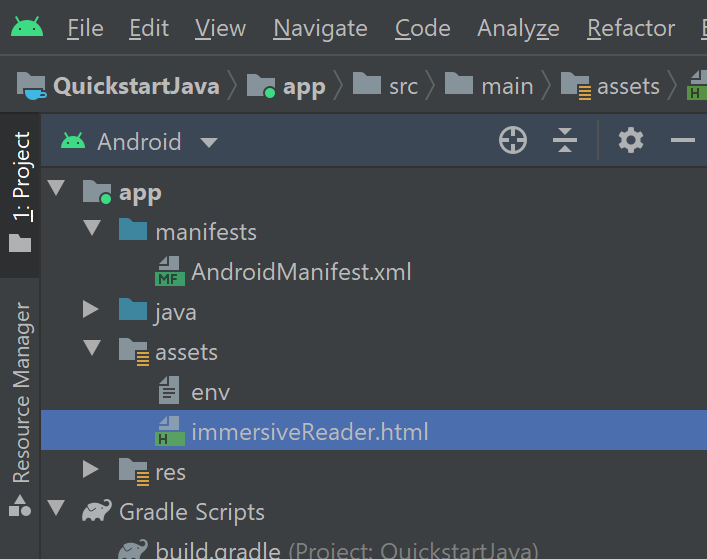 File Edit View Navigate Code Analyze Refactor
QuickstartJava app src main assets
Android
1: Project
app
manifests
AndroidManifest.xml
java
assets
env
immersiveReader.html
res
Gradle Scripts
build.gradle (Project: QuickstartJava)
Resource Manager